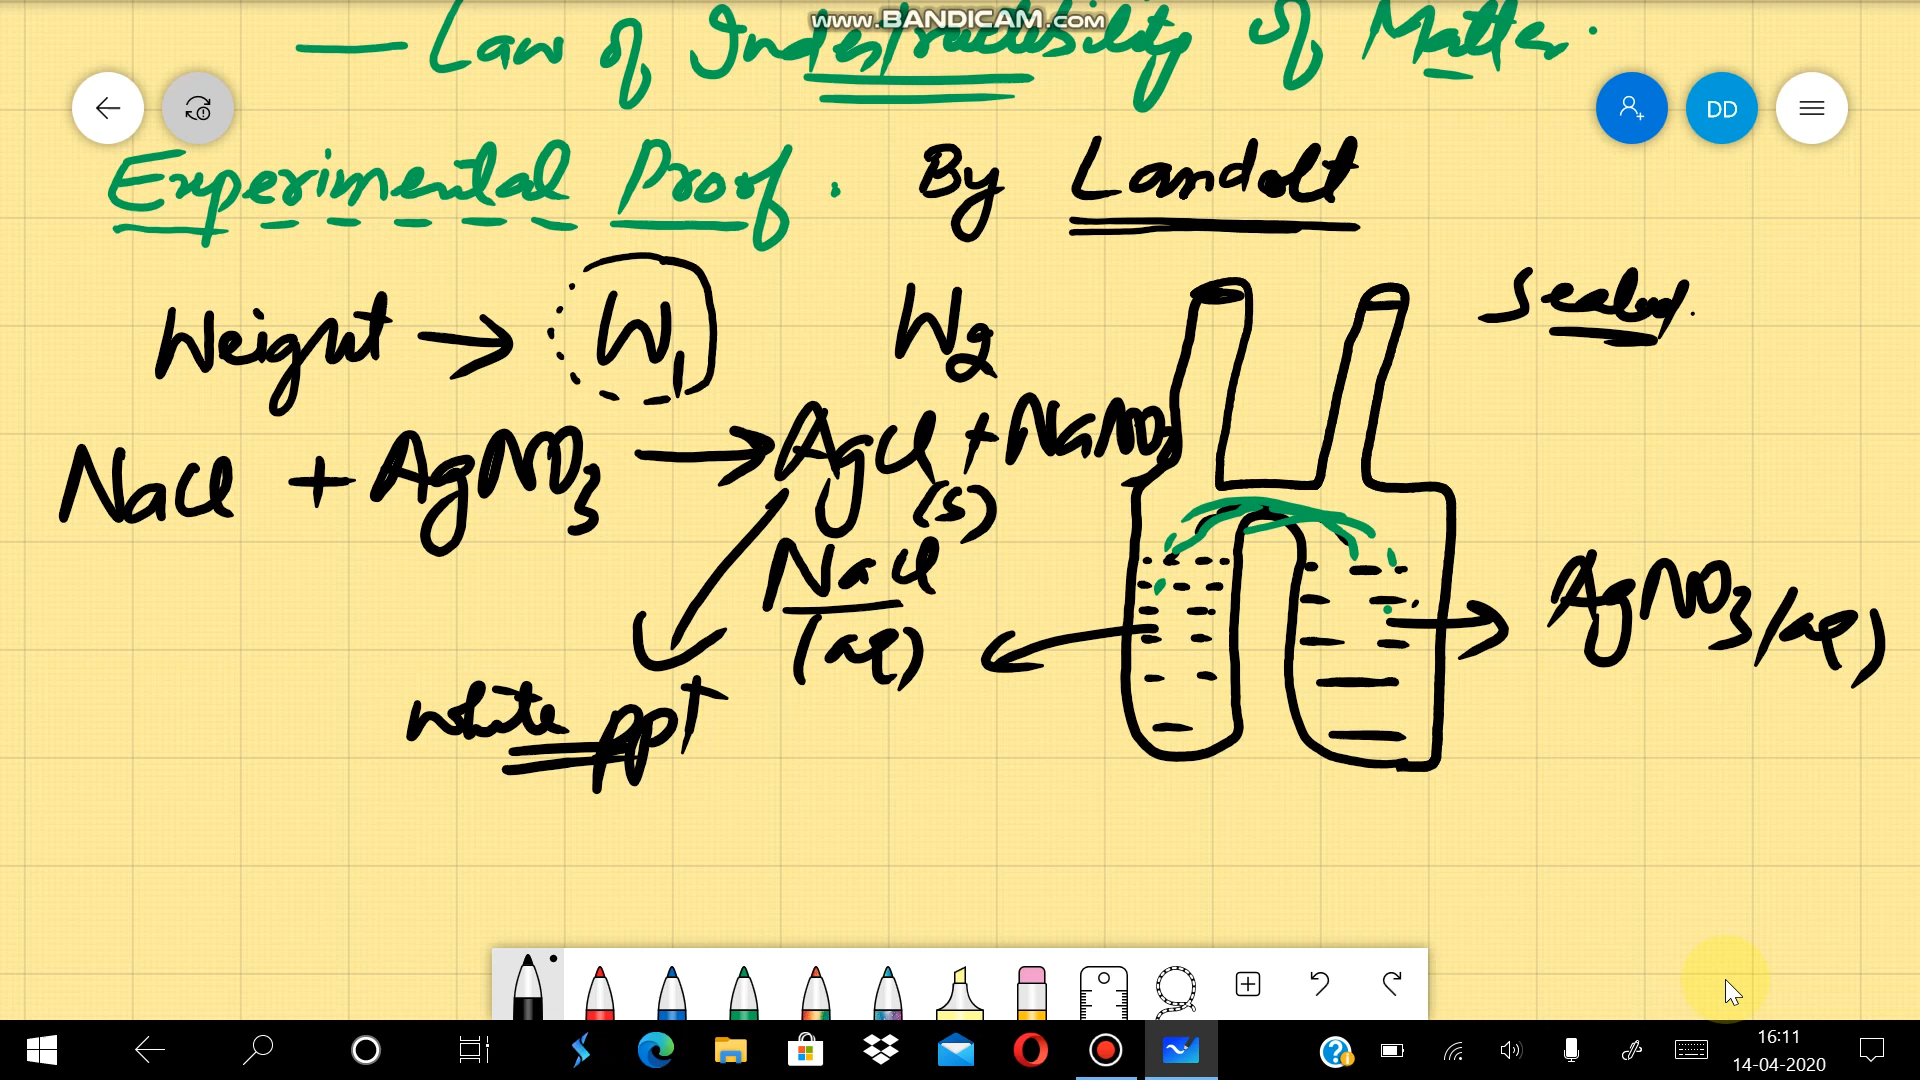 www.BANDICAM.com
— Law of Indestructibility of Matter.
DD
Experimental Proof. By Landolt
Weight → W1 W2 Sealed.
NaCl + AgNO3 → AgCl + NaNO3
(s)
NaCl
(aq)
AgNO3 (aq)
white ppt
16:11
14-04-2020